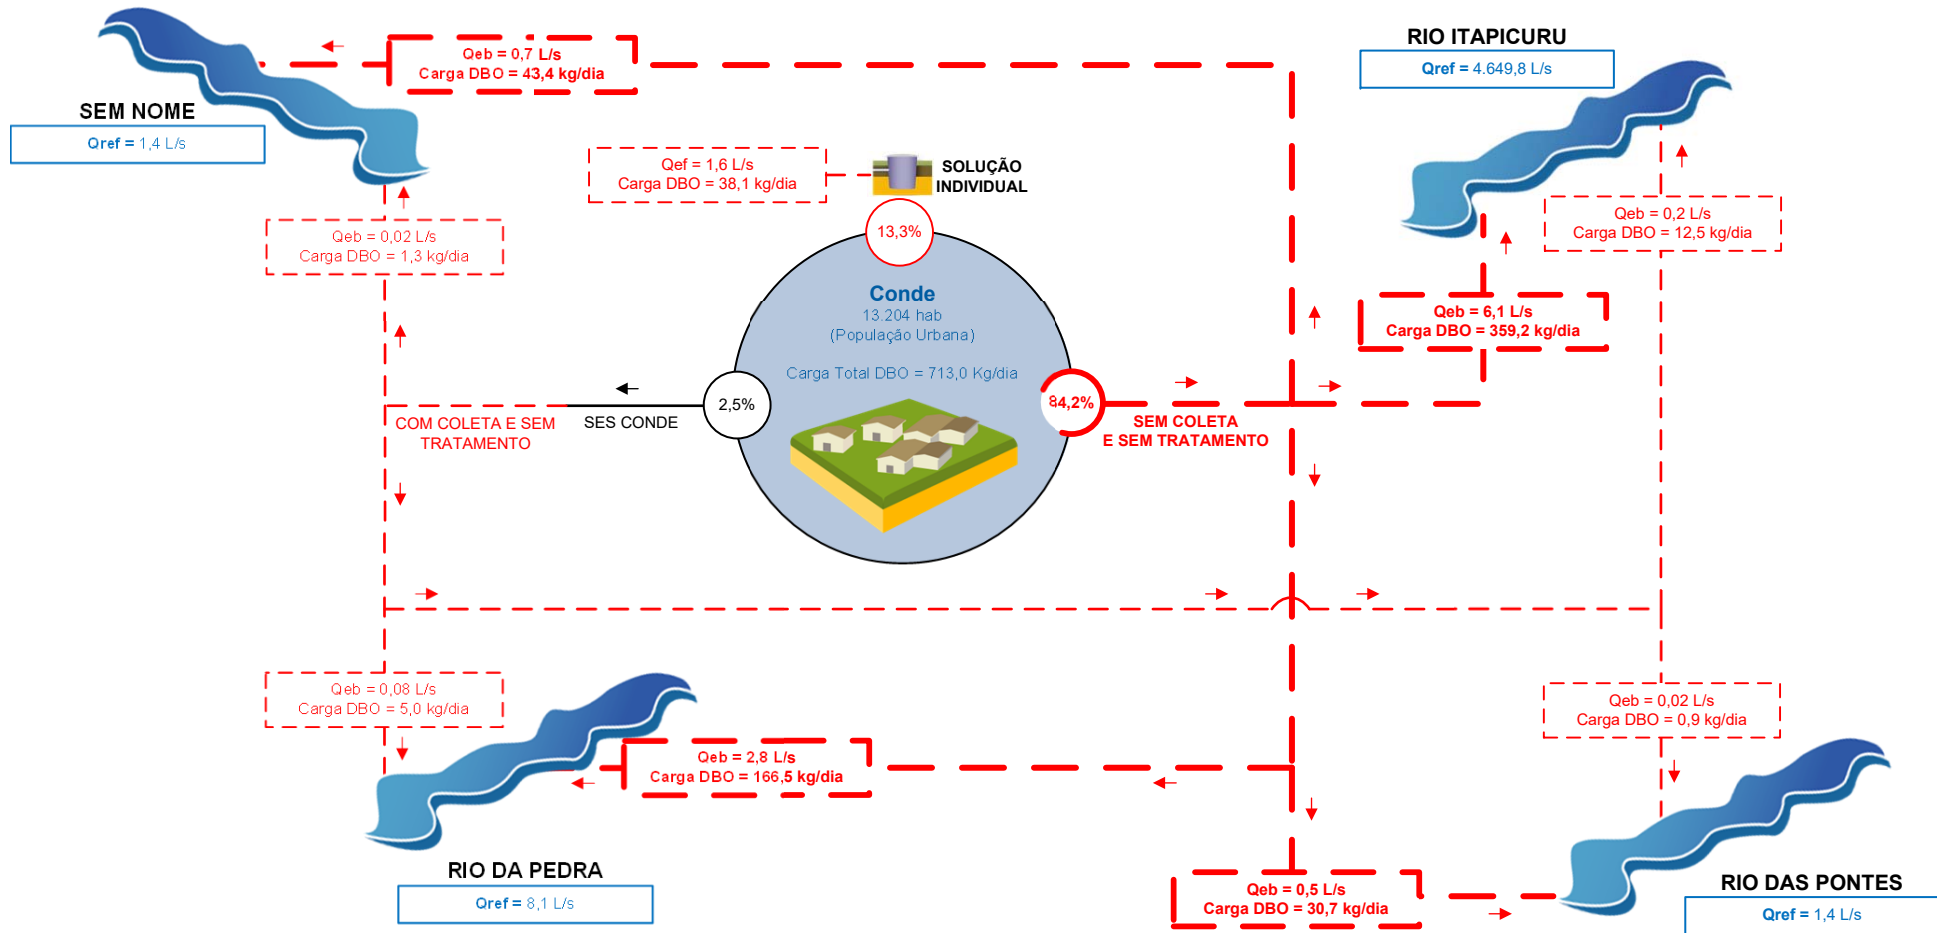 Qeb = 0,7 L/s
Carga DBO = 43,4 kg/dia
RIO ITAPICURU
Qref = 4.649,8 L/s
SEM NOME
Qref = 1,4 L/s
Qef = 1,6 L/s
Carga DBO = 38,1 kg/dia
SOLUÇÃO
INDIVIDUAL
13,3%
Qeb = 0,02 L/s
Carga DBO = 1,3 kg/dia
Qeb = 0,2 L/s
Carga DBO = 12,5 kg/dia
Conde
13.204 hab
(População Urbana)
Carga Total DBO = 713,0 Kg/dia
Qeb = 6,1 L/s
Carga DBO = 359,2 kg/dia
2,5%
84,2%
COM COLETA E SEM
TRATAMENTO
SES CONDE
SEM COLETA
E SEM TRATAMENTO
Qeb = 0,08 L/s
Carga DBO = 5,0 kg/dia
Qeb = 0,02 L/s
Carga DBO = 0,9 kg/dia
Qeb = 2,8 L/s
Carga DBO = 166,5 kg/dia
RIO DA PEDRA
Qref = 8,1 L/s
Qeb = 0,5 L/s
Carga DBO = 30,7 kg/dia
RIO DAS PONTES
Qref = 1,4 L/s